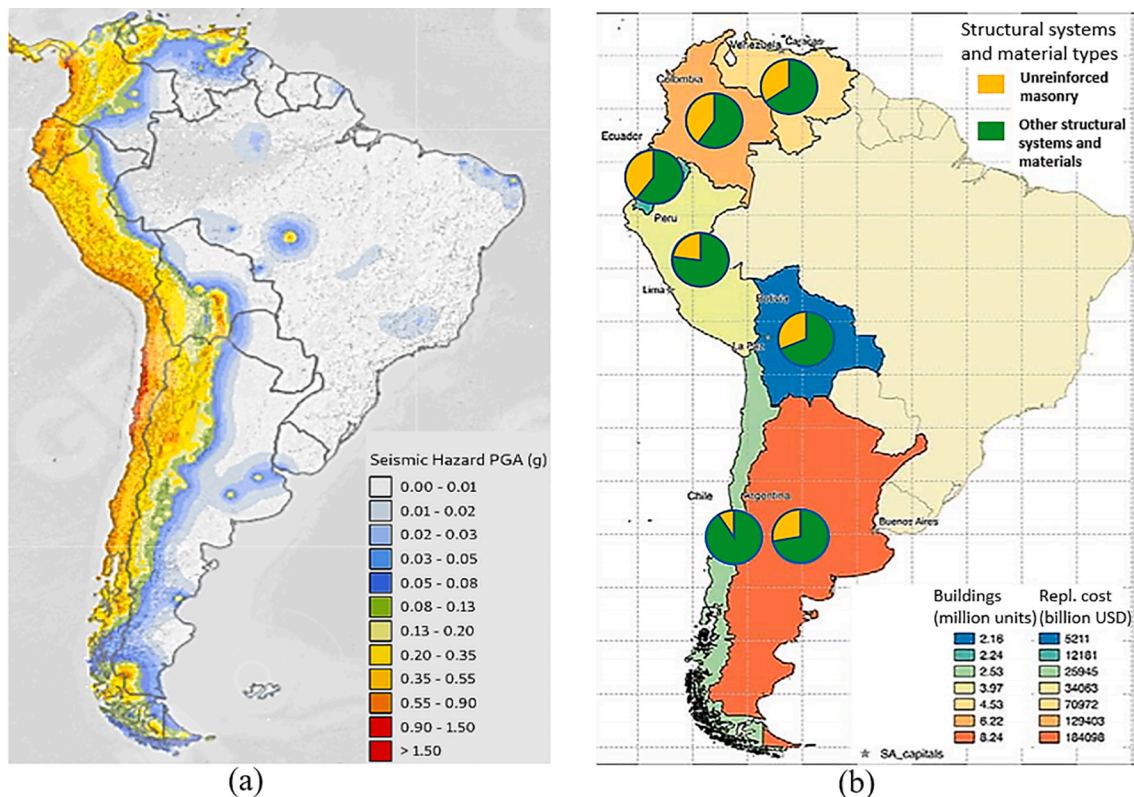 Seismic Hazard PGA (g)
0.00 - 0.01
0.01 - 0.02
0.02 - 0.03
0.03 - 0.05
0.05 - 0.08
0.08 - 0.13
0.13 - 0.20
0.20 - 0.35
0.35 - 0.55
0.55 - 0.90
0.90 - 1.50
> 1.50
(a)
Structural systems
and material types
Unreinforced
masonry
Other structural
systems and
materials
Venezuela Caracas
Colombia
Ecuador
Peru
Lima
Bolivia
La Paz
Chile
Argentina
Buenos Aires
Buildings
(million units)
2.16
2.24
2.53
3.97
4.53
6.22
8.24
Repl. cost
(billion USD)
5211
12181
25945
34063
70972
129403
184098
SA_capitals
(b)